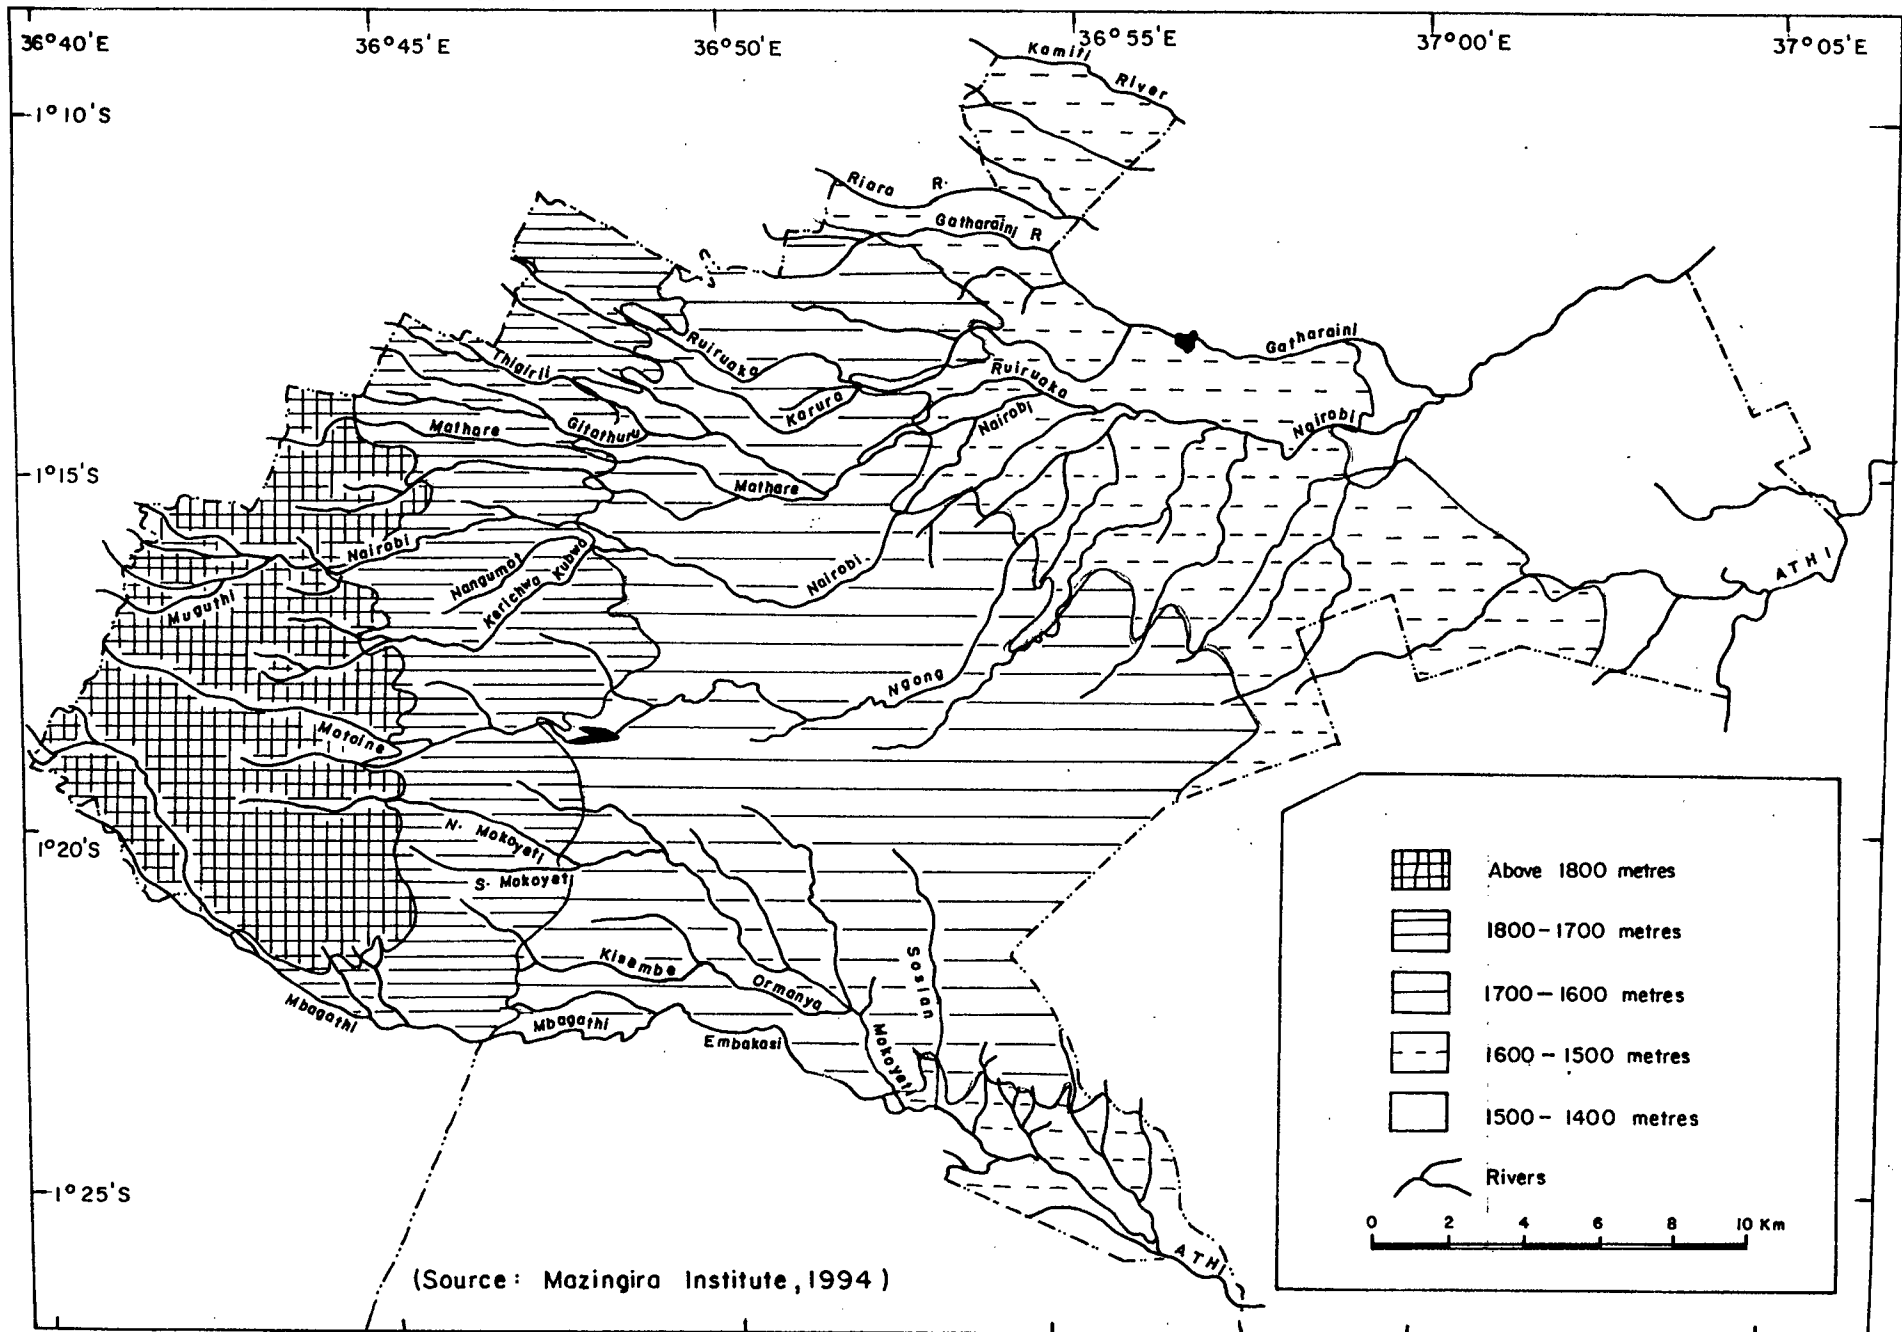 36°40'E
36°45'E
36°50'E
36°55'E
37°00'E
37°05'E
1°10'S
1°15'S
1°20'S
1°25'S
Kamiti River
Riara R.
Gatharaini R
Gatharaini
Ruiruaka
Thigirii
Karura
Ruiruaka
Nairobi
Nairobi
Mathare
Gitathuru
Mathare
Nairobi
Nangumot
Kerichwa Kubwa
Nairobi
Muguthi
ATHI
Ngong
Motoine
N. Mokoyeti
S. Mokoyeti
Kisembe
Ormanya
Sosian
Mbagathi
Mbagathi
Embakasi
Mokoyeti
ATHI
Above 1800 metres
1800-1700 metres
1700-1600 metres
1600-1500 metres
1500-1400 metres
Rivers
0 2 4 6 8 10 Km
(Source: Mazingira Institute, 1994)